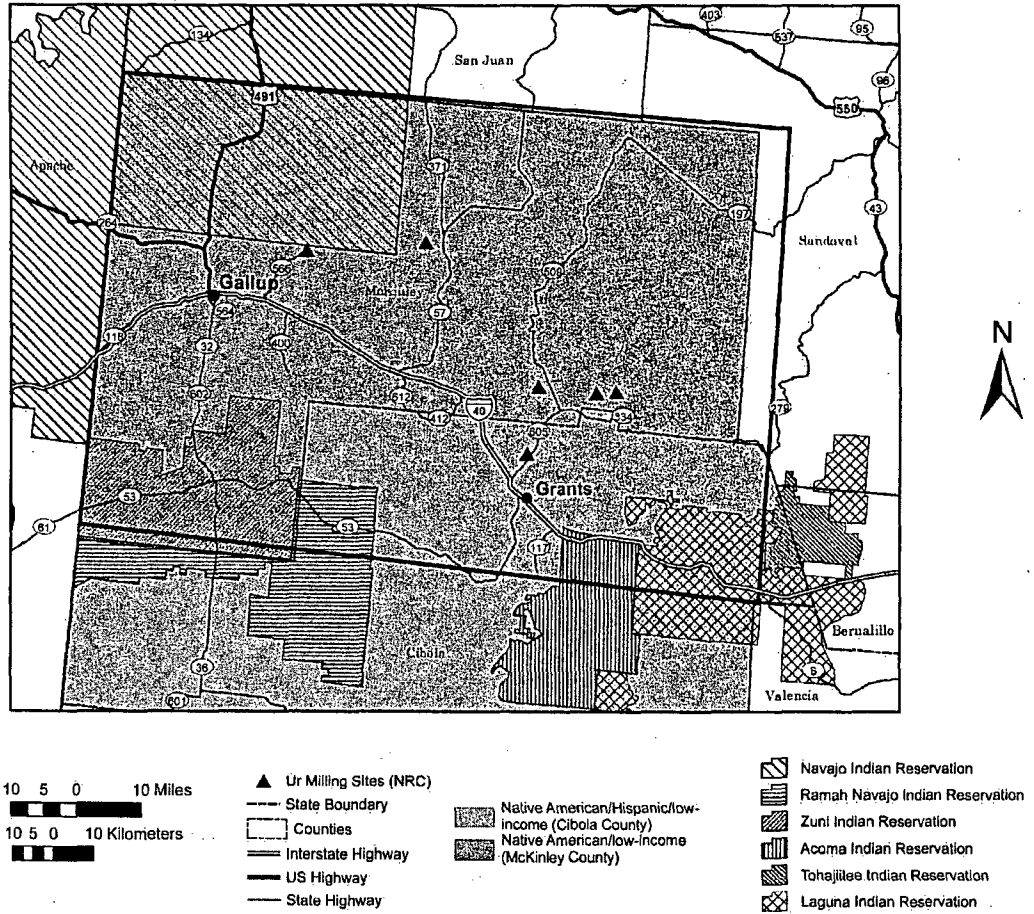 134
403
537
95
San Juan
96
491
550
Apache
371
197
43
264
Sandoval
566
509
Gallup
McKinley
564
57
118
32
400
602
612
412
40
334
279
605
53
Grants
61
53
117
Bernalillo
Cibola
36
6
Valencia
601
N
10 5 0 10 Miles
10 5 0 10 Kilometers
Ur Milling Sites (NRC)
State Boundary
Counties
Interstate Highway
US Highway
State Highway
Native American/Hispanic/low-
income (Cibola County)
Native American/low-income
(McKinley County)
Navajo Indian Reservation
Ramah Navajo Indian Reservation
Zuni Indian Reservation
Acoma Indian Reservation
Tohajiilee Indian Reservation
Laguna Indian Reservation